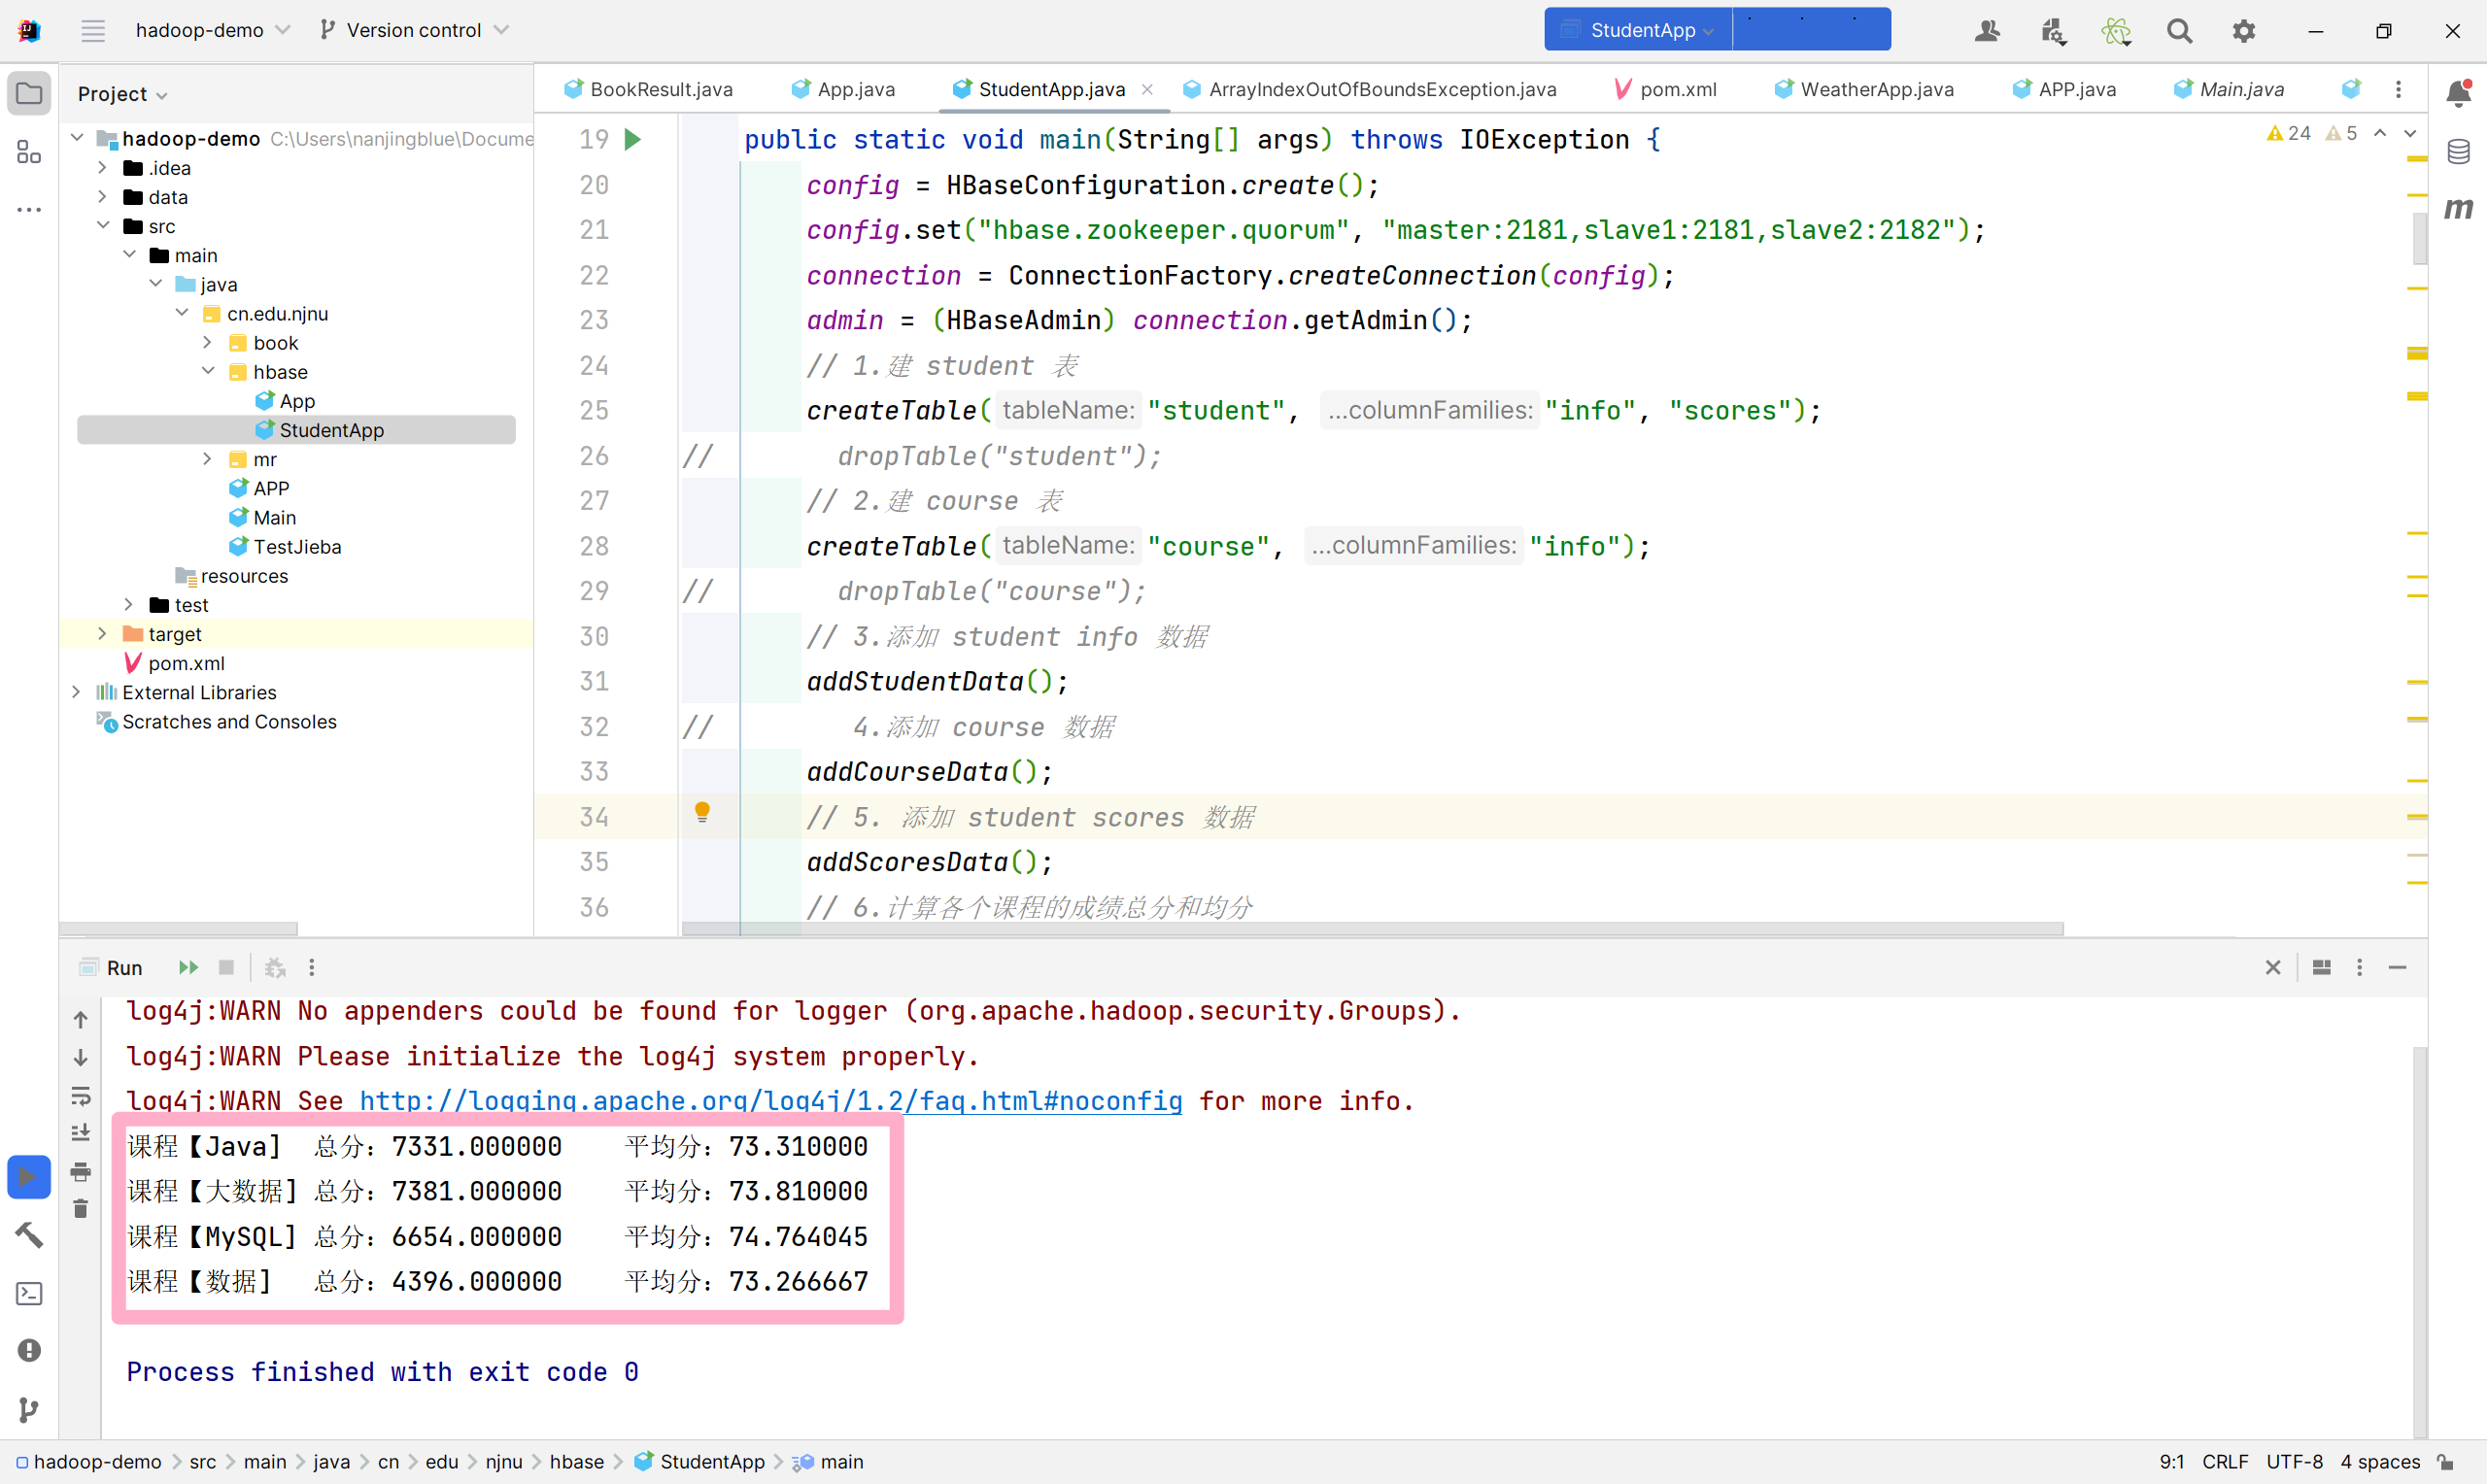 hadoop-demo
Version control
StudentApp
Project
BookResult.java
App.java
StudentApp.java
ArrayIndexOutOfBoundsException.java
pom.xml
WeatherApp.java
APP.java
Main.java
hadoop-demo C:\Users\nanjingblue\Docume
.idea
data
src
main
java
cn.edu.njnu
book
hbase
App
StudentApp
mr
APP
Main
TestJieba
resources
test
target
pom.xml
External Libraries
Scratches and Consoles
24 5
19 public static void main(String[] args) throws IOException {
20 config = HBaseConfiguration.create();
21 config.set("hbase.zookeeper.quorum", "master:2181,slave1:2181,slave2:2182");
22 connection = ConnectionFactory.createConnection(config);
23 admin = (HBaseAdmin) connection.getAdmin();
24 // 1.建 student 表
25 createTable( tableName: "student", ...columnFamilies: "info", "scores");
26 // dropTable("student");
27 // 2.建 course 表
28 createTable( tableName: "course", ...columnFamilies: "info");
29 // dropTable("course");
30 // 3.添加 student info 数据
31 addStudentData();
32 // 4.添加 course 数据
33 addCourseData();
34 // 5. 添加 student scores 数据
35 addScoresData();
36 // 6.计算各个课程的成绩总分和均分
Run
log4j:WARN No appenders could be found for logger (org.apache.hadoop.security.Groups).
log4j:WARN Please initialize the log4j system properly.
log4j:WARN See http://logging.apache.org/log4j/1.2/faq.html#noconfig for more info.
课程【Java] 总分：7331.000000 平均分：73.310000
课程【大数据] 总分：7381.000000 平均分：73.810000
课程【MySQL] 总分：6654.000000 平均分：74.764045
课程【数据] 总分：4396.000000 平均分：73.266667
Process finished with exit code 0
hadoop-demo > src > main > java > cn > edu > njnu > hbase > StudentApp > main
9:1 CRLF UTF-8 4 spaces